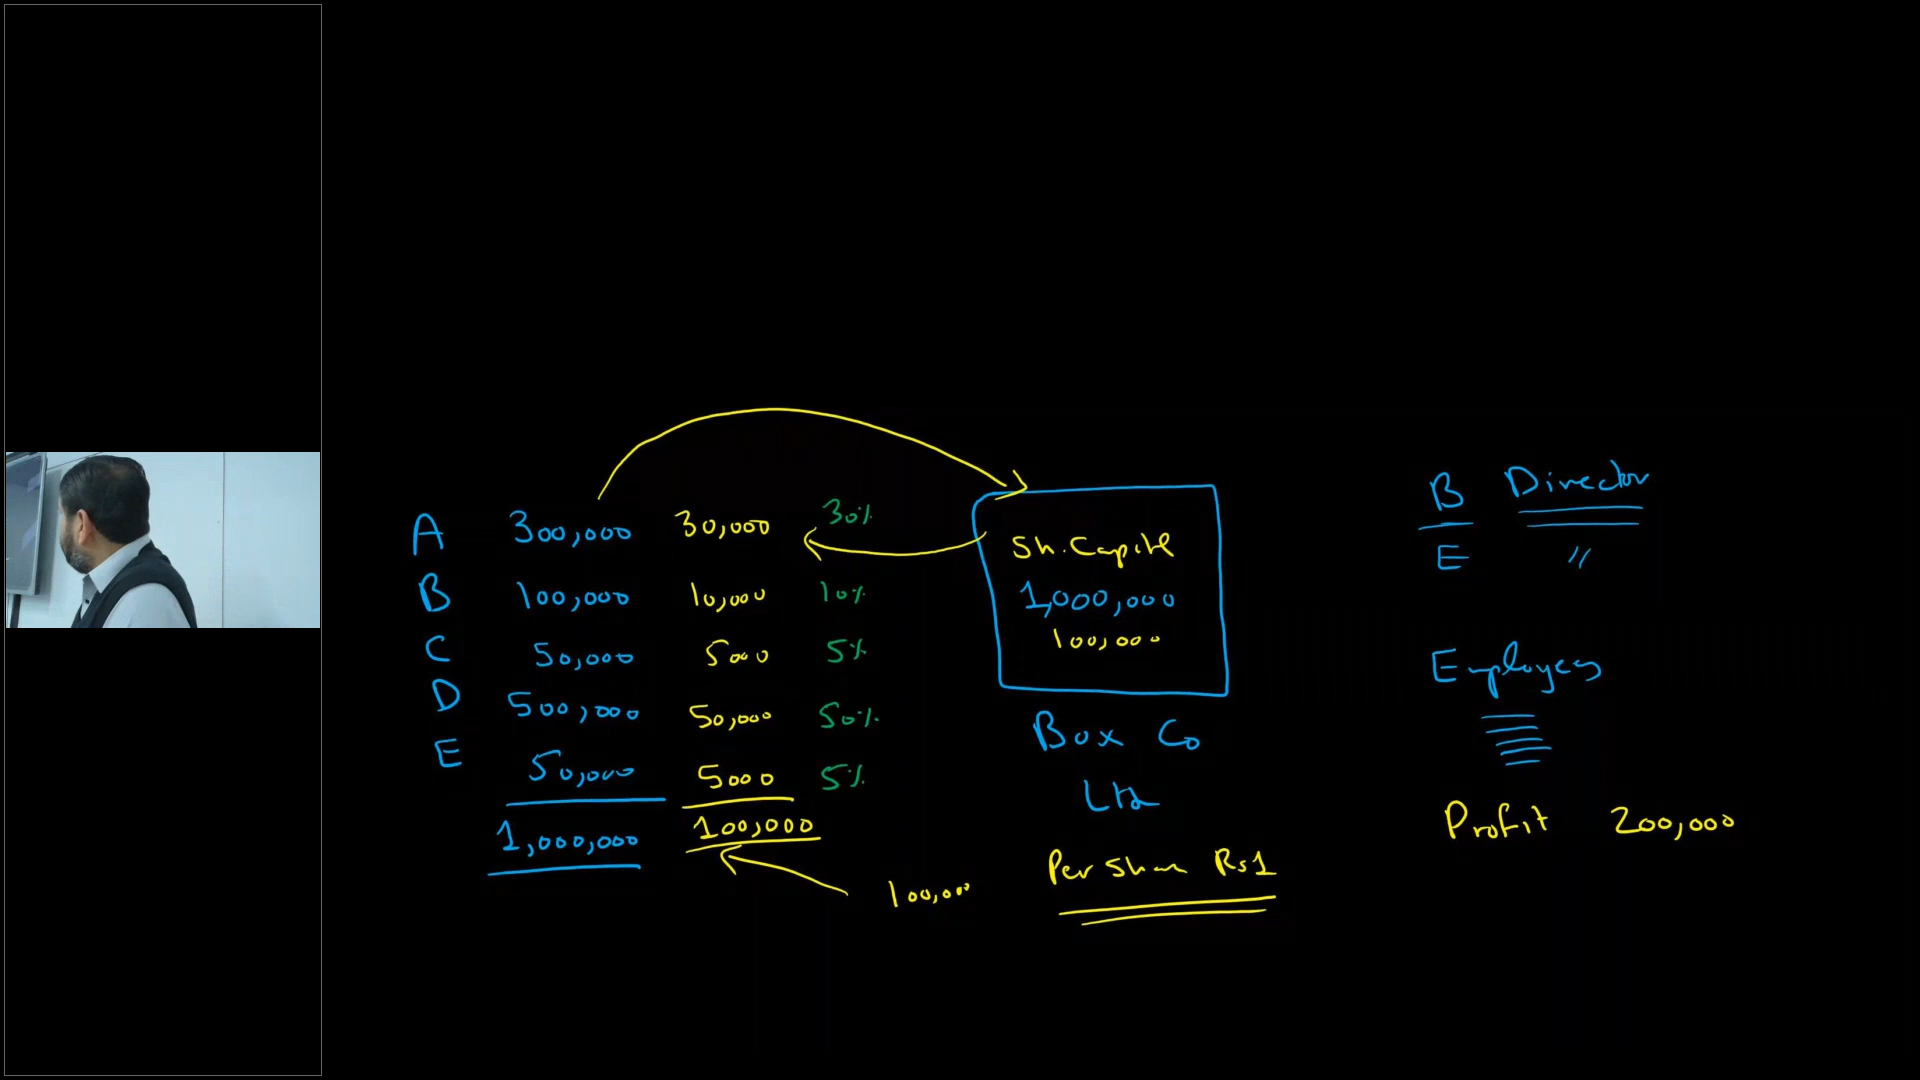 A 300,000 30,000 30%
B 100,000 10,000 10%
C 50,000 5000 5%
D 500,000 50,000 50%
E 50,000 5000 5%
1,000,000 100,000
100,000
Sh. Capital
1,000,000
100,000
Box Co
Ltd
Per Share Rs1
B Director
E "
Employees
Profit 200,000